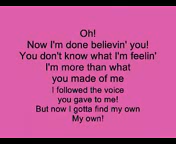 Oh!
Now I'm done believin' you!
You don't know what I'm feelin'
I'm more than what
you made of me
I followed the voice
you gave to me!
But now I gotta find my own
My own!